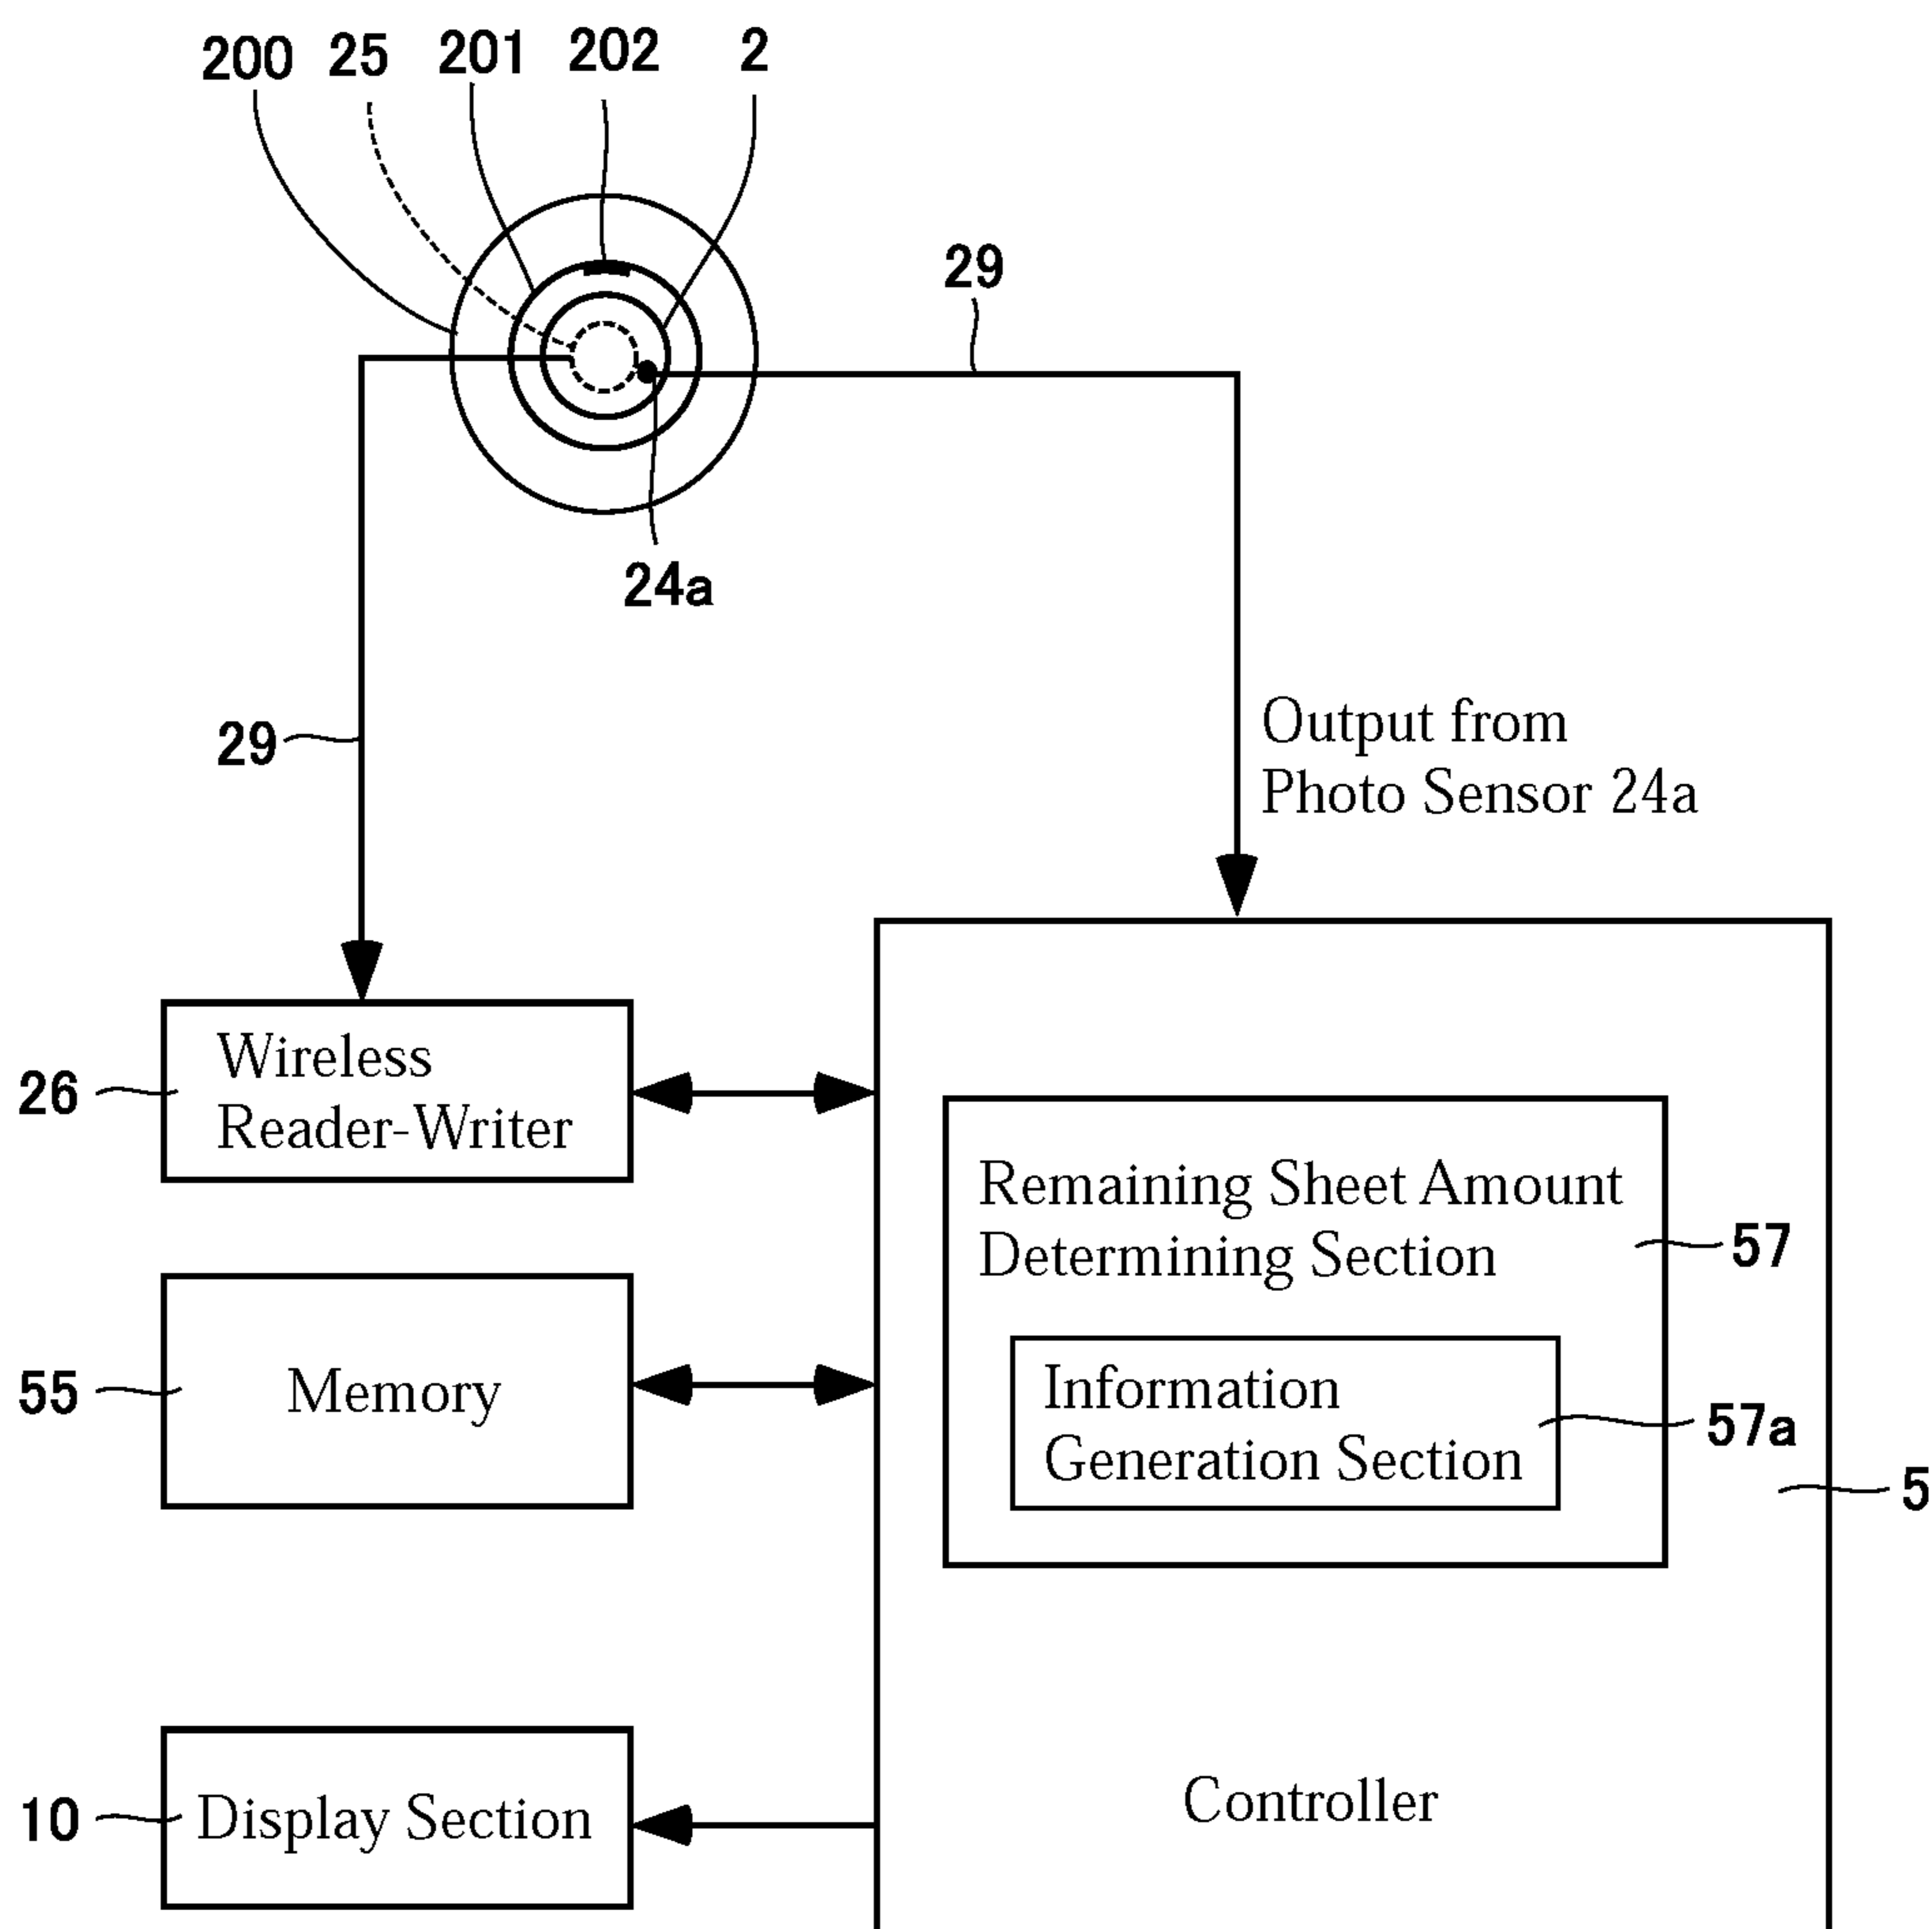 200 25 201 202 2
29
24a
29
Output from
Photo Sensor 24a
Wireless
Reader-Writer
26
Remaining Sheet Amount
Determining Section
57
Memory
55
Information
Generation Section
57a
5
Display Section
10
Controller